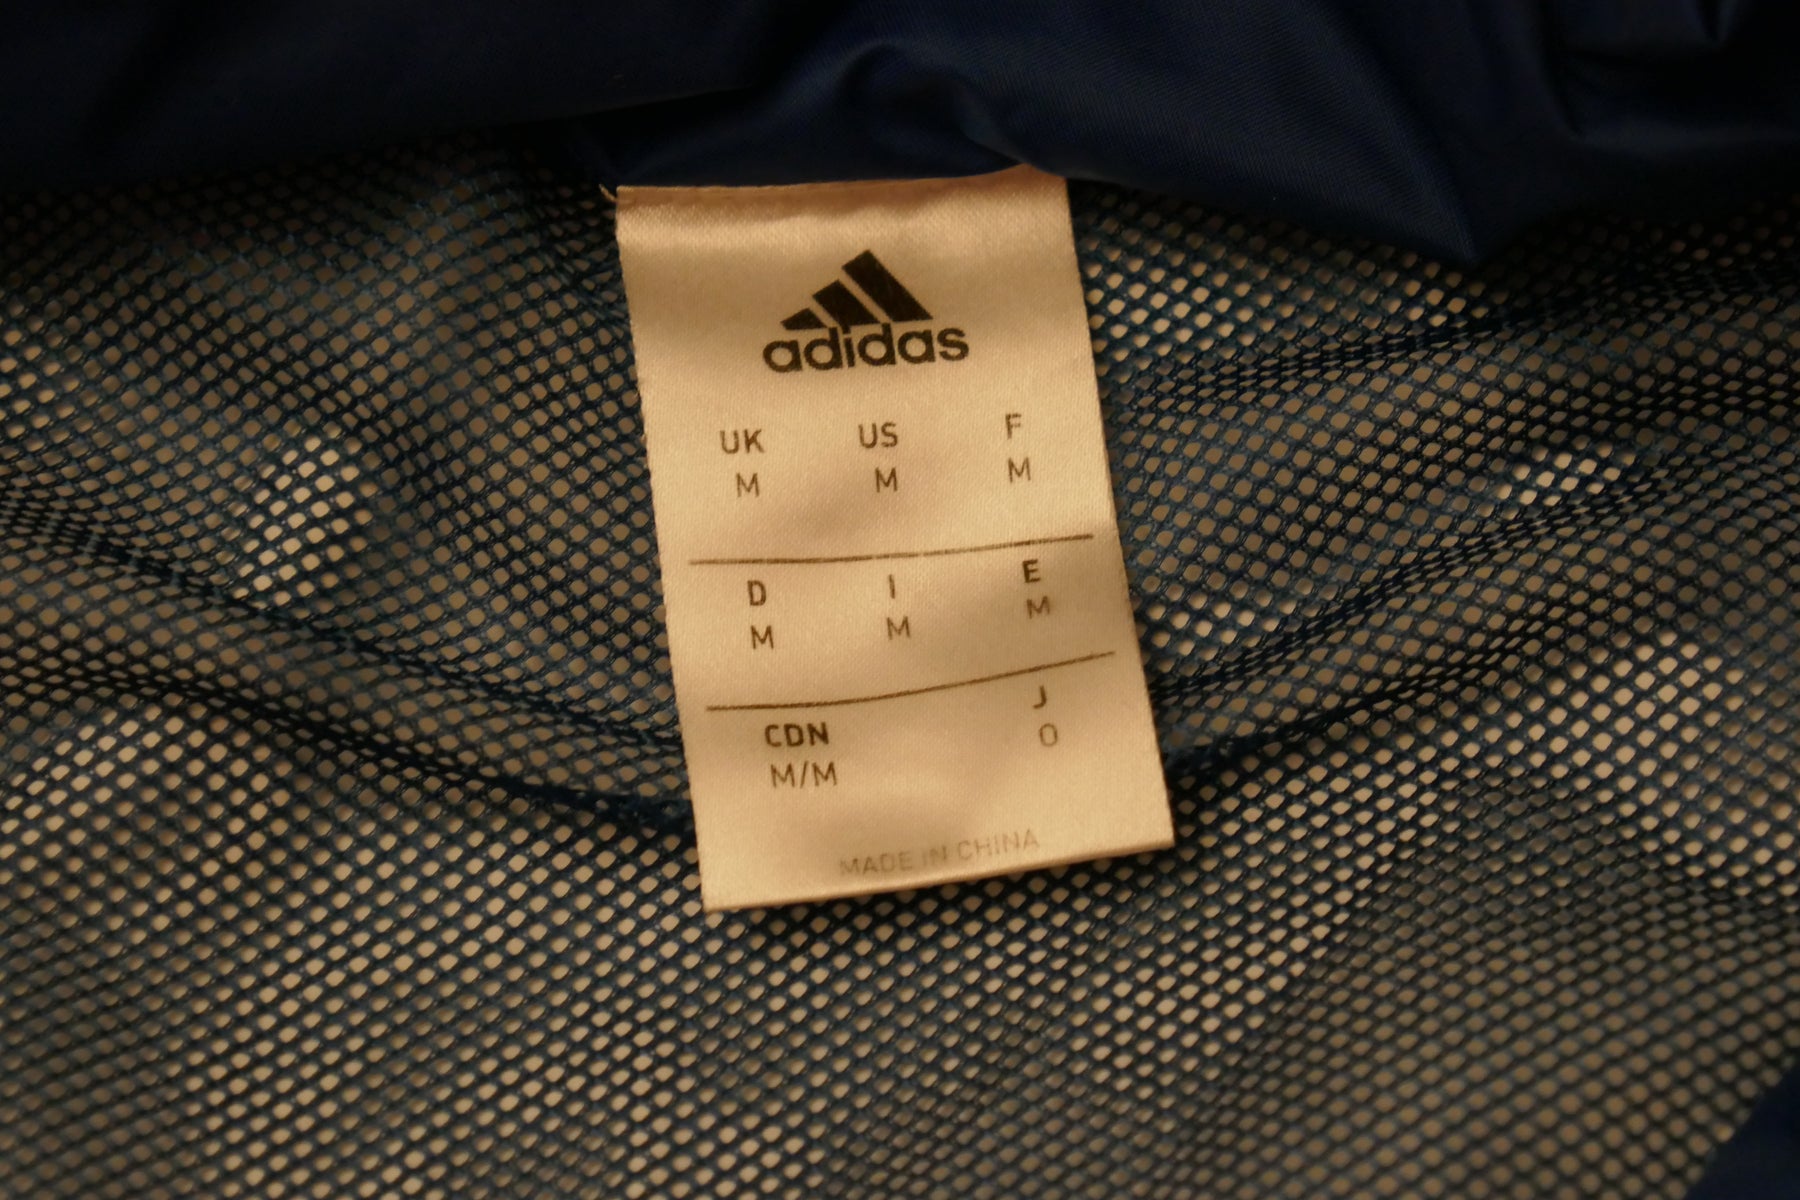 adidas
UK US F
M M M
D I E
M M M
CDN J
M/M O
MADE IN CHINA